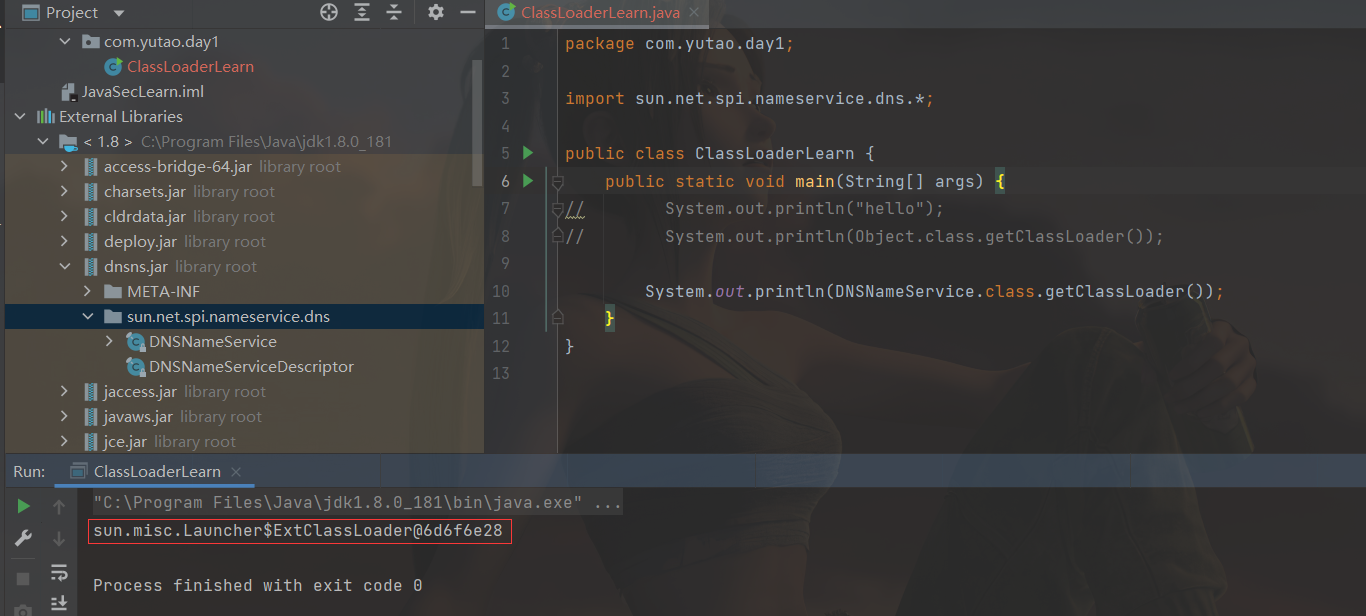 Project
com.yutao.day1
ClassLoaderLearn
JavaSecLearn.iml
External Libraries
< 1.8 > C:\Program Files\Java\jdk1.8.0_181
access-bridge-64.jar library root
charsets.jar library root
cldrdata.jar library root
deploy.jar library root
dnsns.jar library root
META-INF
sun.net.spi.nameservice.dns
DNSNameService
DNSNameServiceDescriptor
jaccess.jar library root
javaws.jar library root
jce.jar library root
ClassLoaderLearn.java
1 package com.yutao.day1;
2
3 import sun.net.spi.nameservice.dns.*;
4
5 public class ClassLoaderLearn {
6 public static void main(String[] args) {
7 // System.out.println("hello");
8 // System.out.println(Object.class.getClassLoader());
9
10 System.out.println(DNSNameService.class.getClassLoader());
11 }
12 }
13
Run: ClassLoaderLearn
"C:\Program Files\Java\jdk1.8.0_181\bin\java.exe" ...
sun.misc.Launcher$ExtClassLoader@6d6f6e28
Process finished with exit code 0